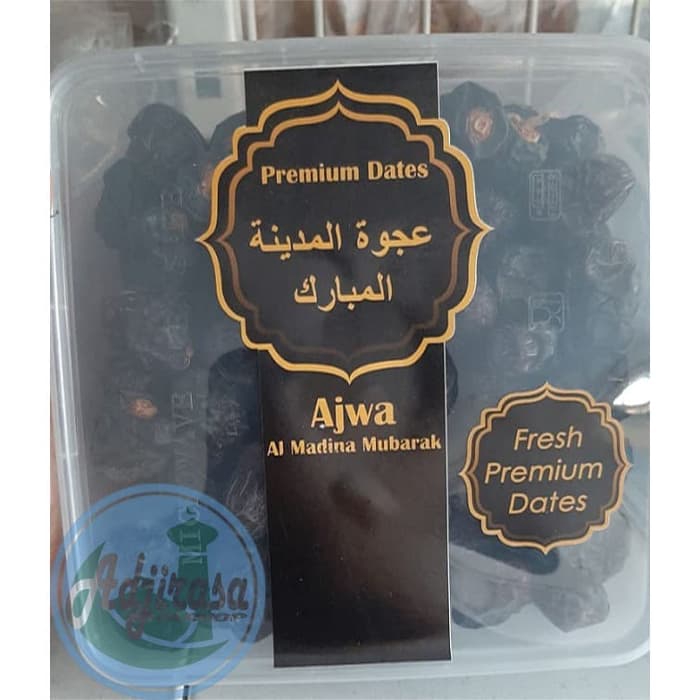 Premium Dates
عجوة المدينة
المبارك
Ajwa
Al Madina Mubarak
Fresh
Premium
Dates
Adjirasa